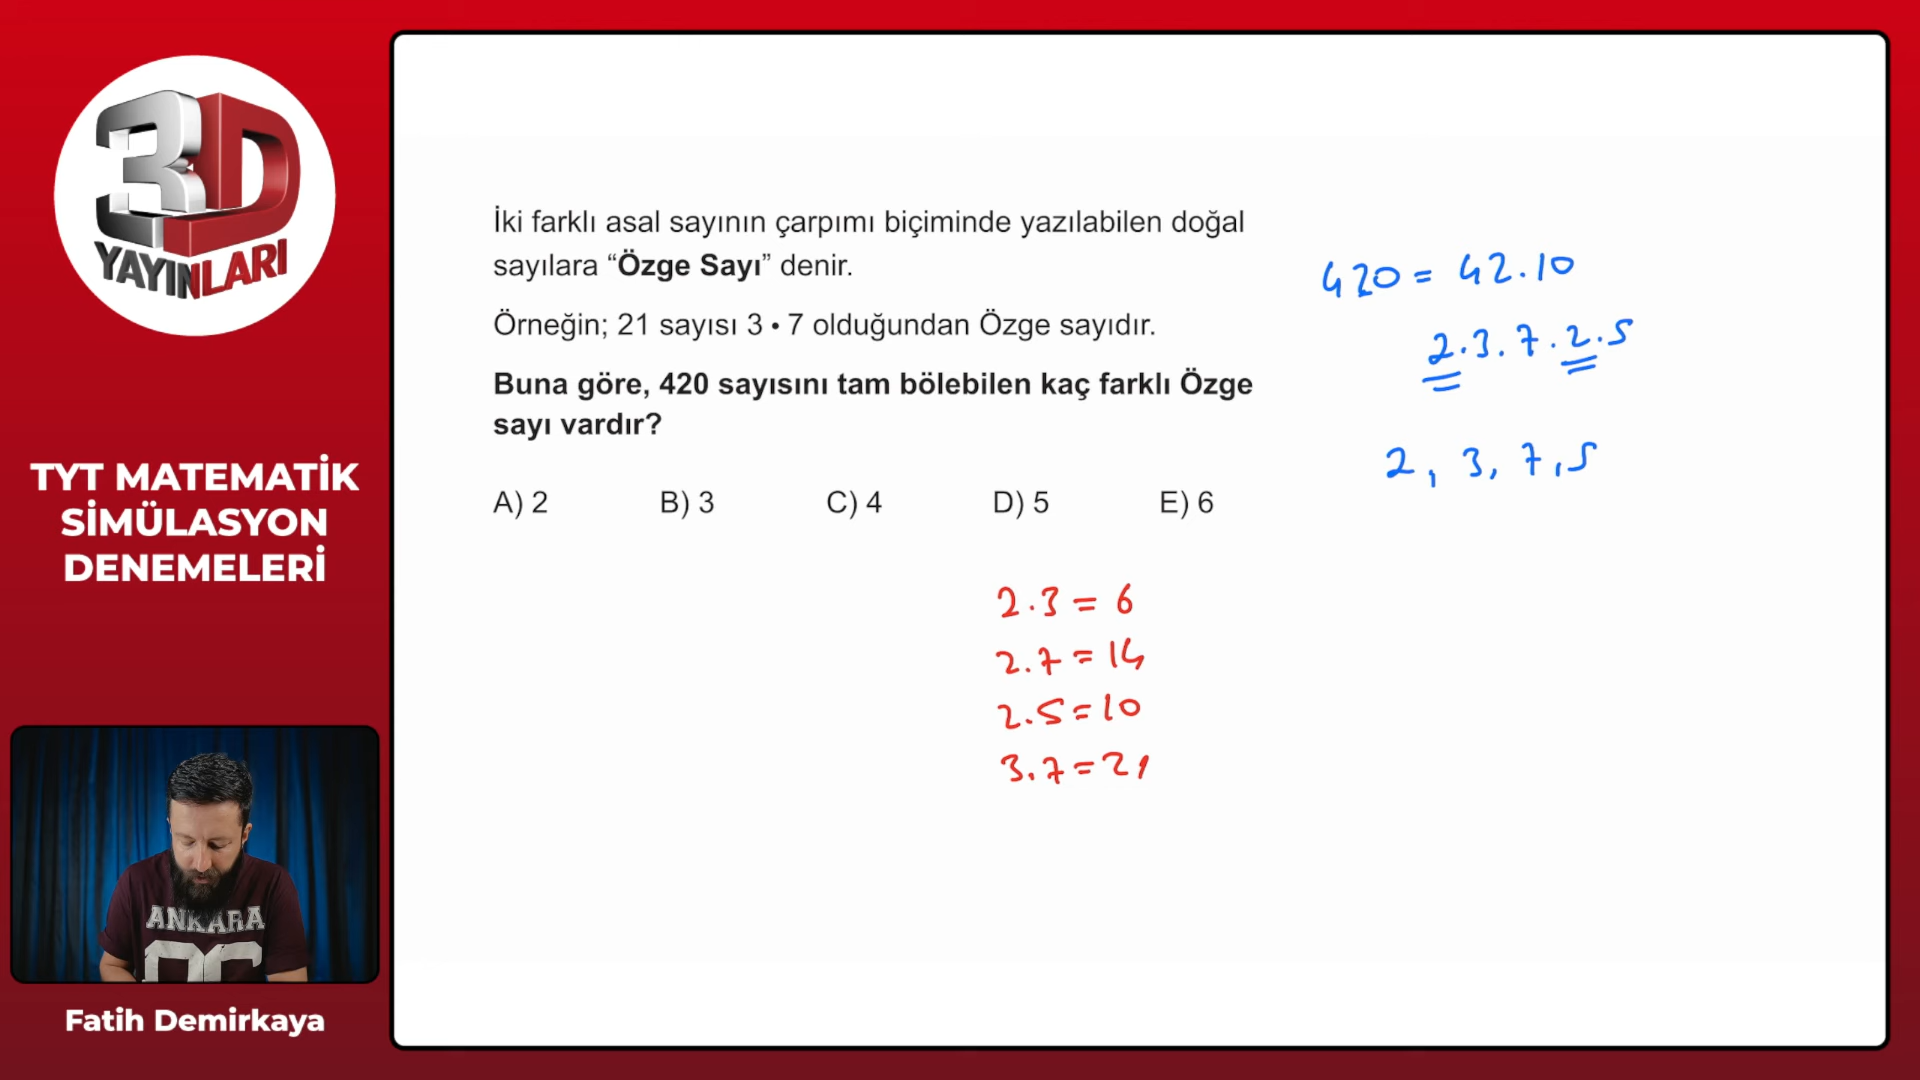 3D
YAYINLARI
TYT MATEMATİK
SİMÜLASYON
DENEMELERİ
ANKARA
Fatih Demirkaya
İki farklı asal sayının çarpımı biçiminde yazılabilen doğal
sayılara “Özge Sayı” denir.
Örneğin; 21 sayısı 3 • 7 olduğundan Özge sayıdır.
Buna göre, 420 sayısını tam bölebilen kaç farklı Özge
sayı vardır?
A) 2 B) 3 C) 4 D) 5 E) 6
420 = 42.10
2.3.7.2.5
2, 3, 7, 5
2.3 = 6
2.7 = 14
2.5 = 10
3.7 = 21